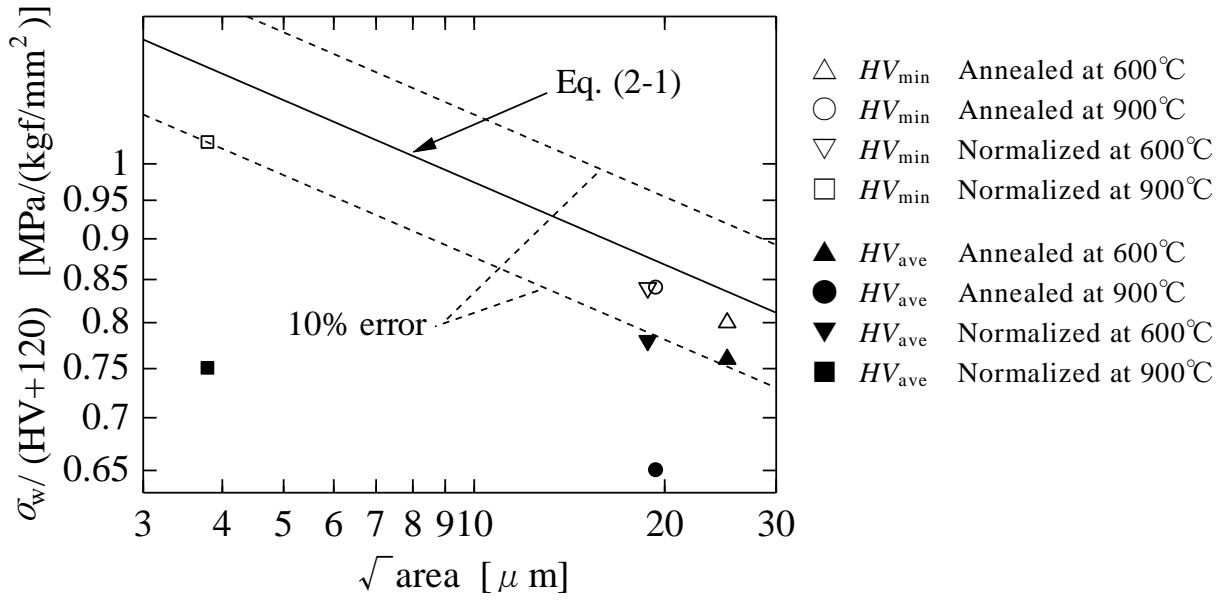 σw/ (HV+120) [MPa/(kgf/mm²)]
1
0.95
0.9
0.85
0.8
0.75
0.7
0.65
Eq. (2-1)
10% error
3 4 5 6 7 8 9 10 20 30
√area [μm]
△ HVmin Annealed at 600℃
○ HVmin Annealed at 900℃
▽ HVmin Normalized at 600℃
□ HVmin Normalized at 900℃
▲ HVave Annealed at 600℃
● HVave Annealed at 900℃
▼ HVave Normalized at 600℃
■ HVave Normalized at 900℃